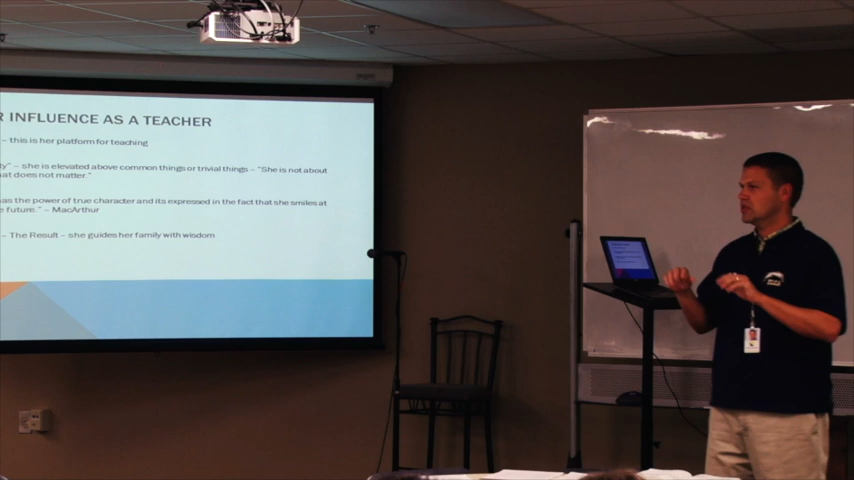 R INFLUENCE AS A TEACHER
– this is her platform for teaching
ty” – she is elevated above common things or trivial things – “She is not about
hat does not matter.”
as the power of true character and its expressed in the fact that she smiles at
e future.” – MacArthur
– The Result – she guides her family with wisdom